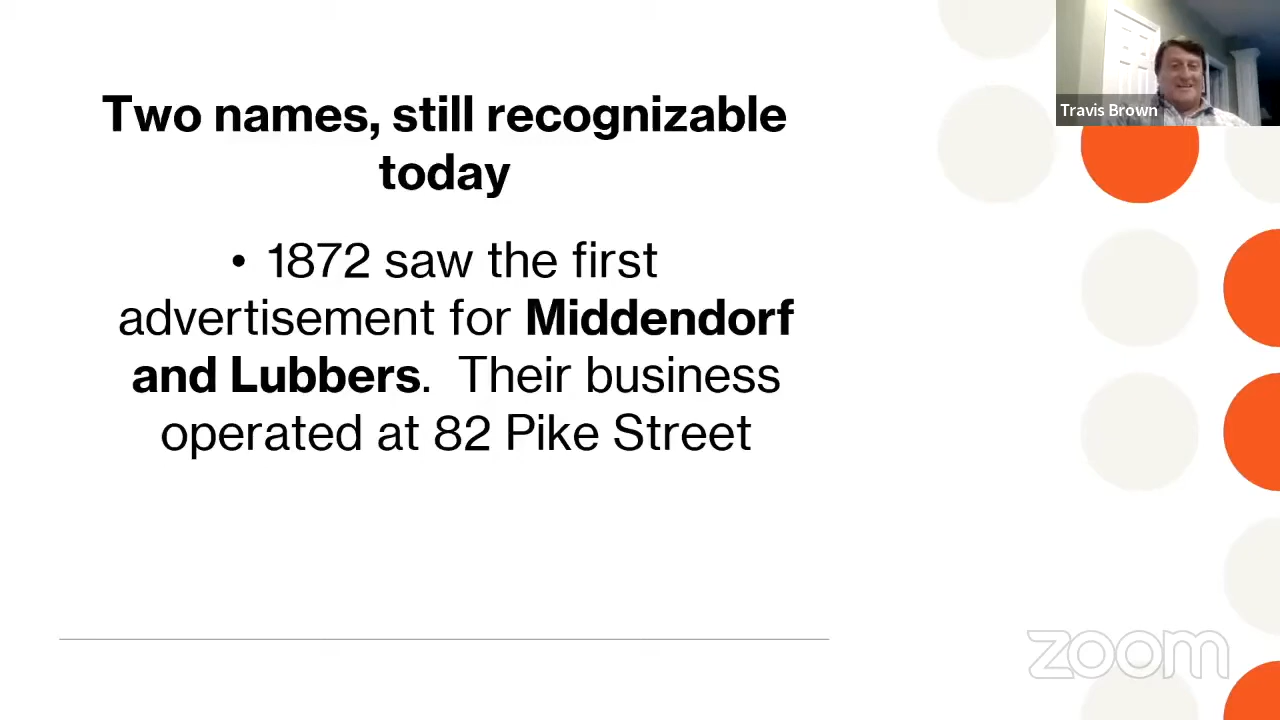 Two names, still recognizable
today
• 1872 saw the first
advertisement for Middendorf
and Lubbers.  Their business
operated at 82 Pike Street
Travis Brown
zoom